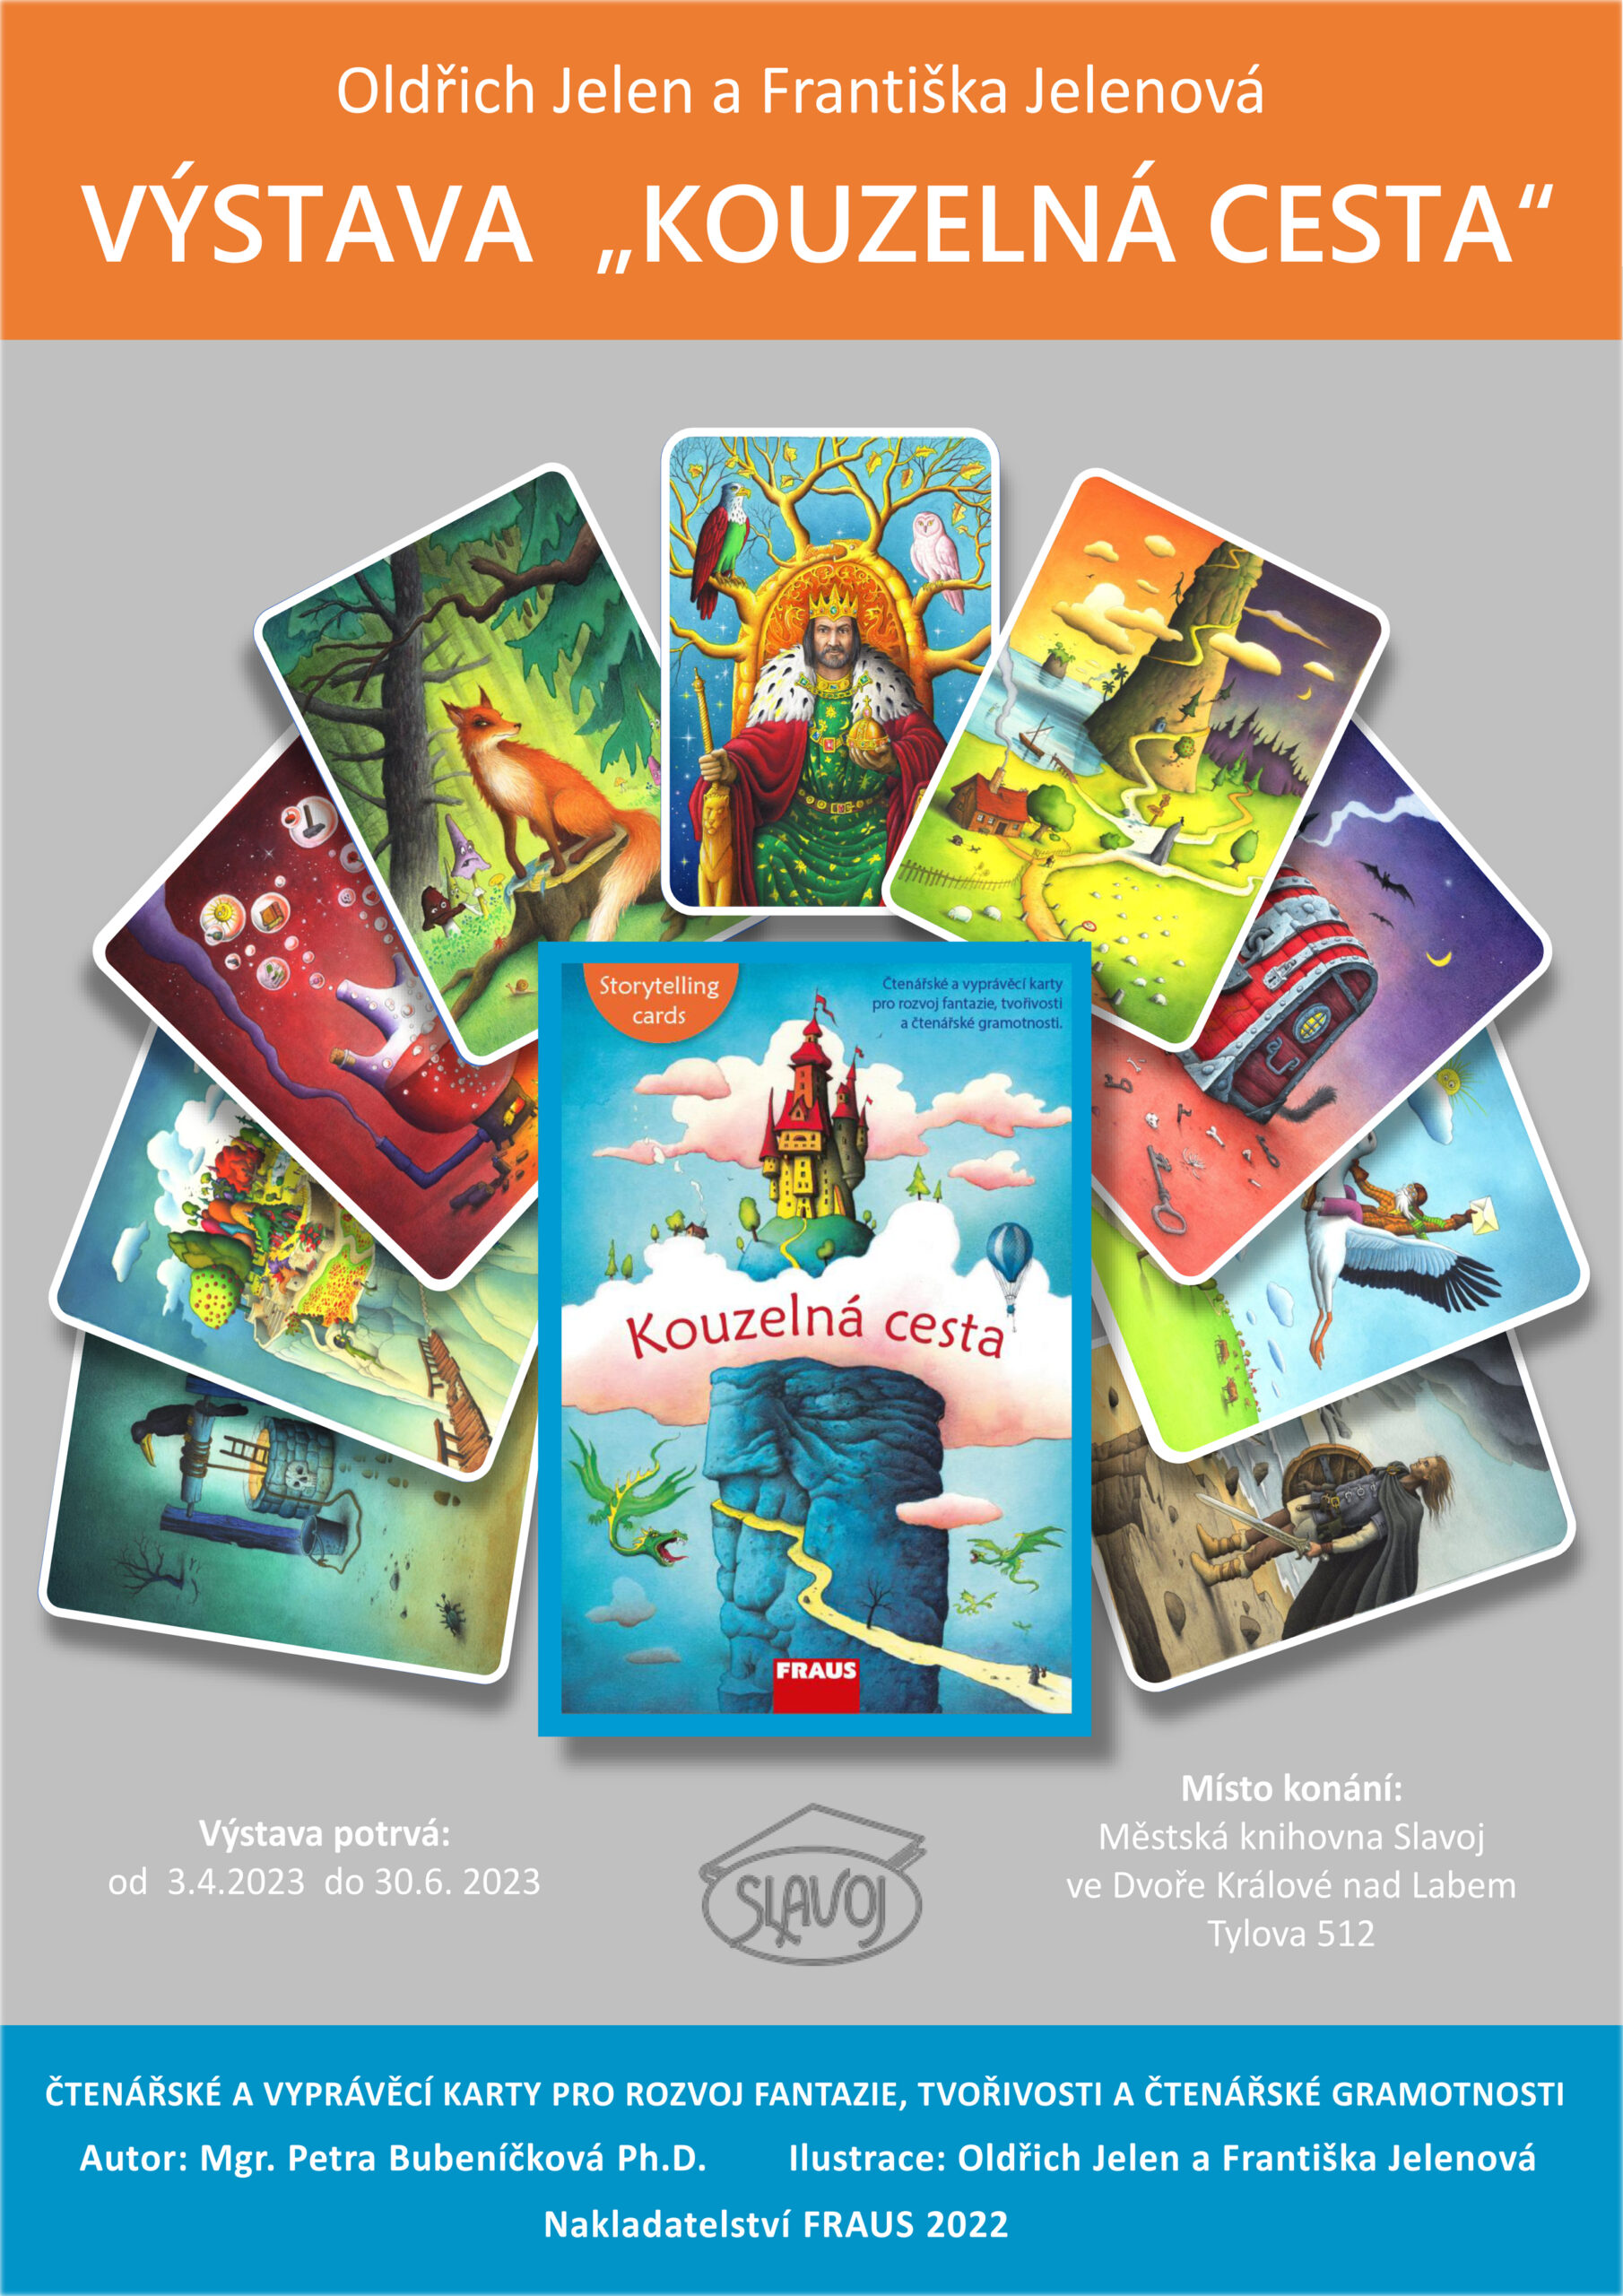 Oldřich Jelen a Františka Jelenová
VÝSTAVA „KOUZELNÁ CESTA“
Storytelling
cards
Čtenářské a vyprávěcí karty
pro rozvoj fantazie, tvořivosti
a čtenářské gramotnosti.
Kouzelná cesta
FRAUS
Výstava potrvá:
od 3.4.2023 do 30.6. 2023
SLAVOJ
Místo konání:
Městská knihovna Slavoj
ve Dvoře Králové nad Labem
Tylova 512
ČTENÁŘSKÉ A VYPRÁVĚCÍ KARTY PRO ROZVOJ FANTAZIE, TVOŘIVOSTI A ČTENÁŘSKÉ GRAMOTNOSTI
Autor: Mgr. Petra Bubeníčková Ph.D. Ilustrace: Oldřich Jelen a Františka Jelenová
Nakladatelství FRAUS 2022